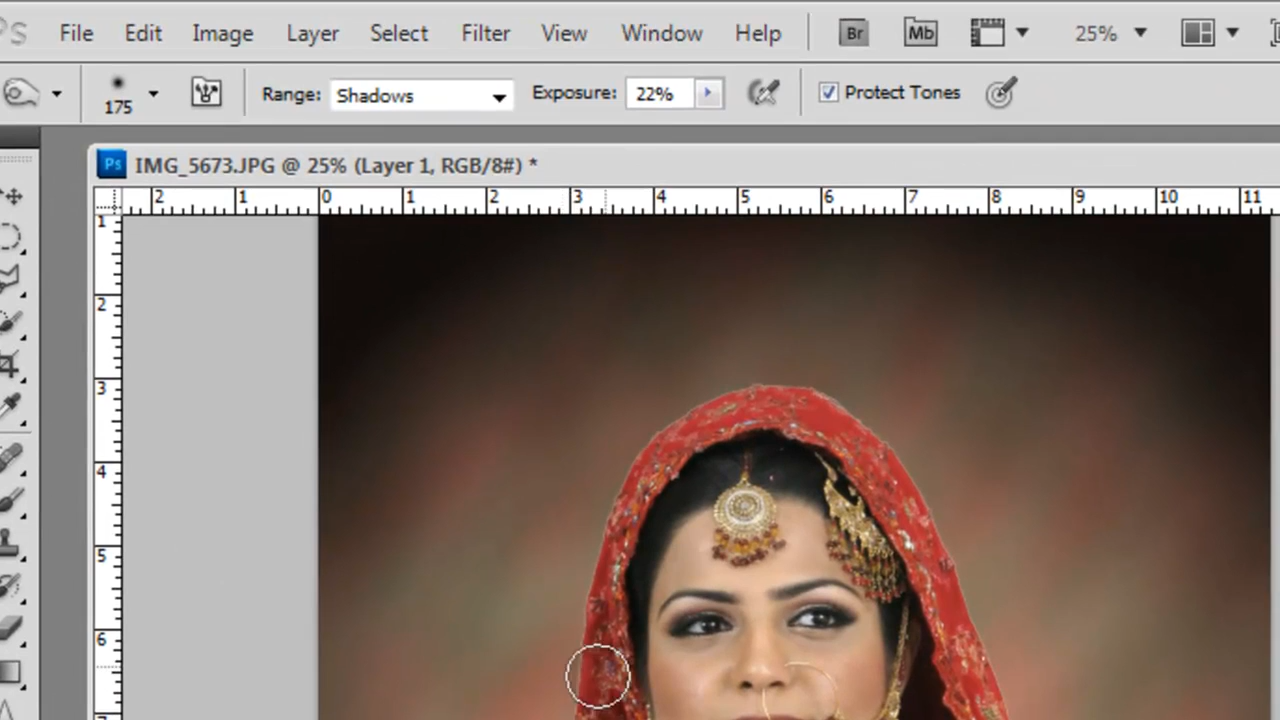 PS File Edit Image Layer Select Filter View Window Help Br Mb 25%
175 Range: Shadows Exposure: 22% Protect Tones
Ps IMG_5673.JPG @ 25% (Layer 1, RGB/8#) *
2 1 0 1 2 3 4 5 6 7 8 9 10 11
1
2
3
4
5
6